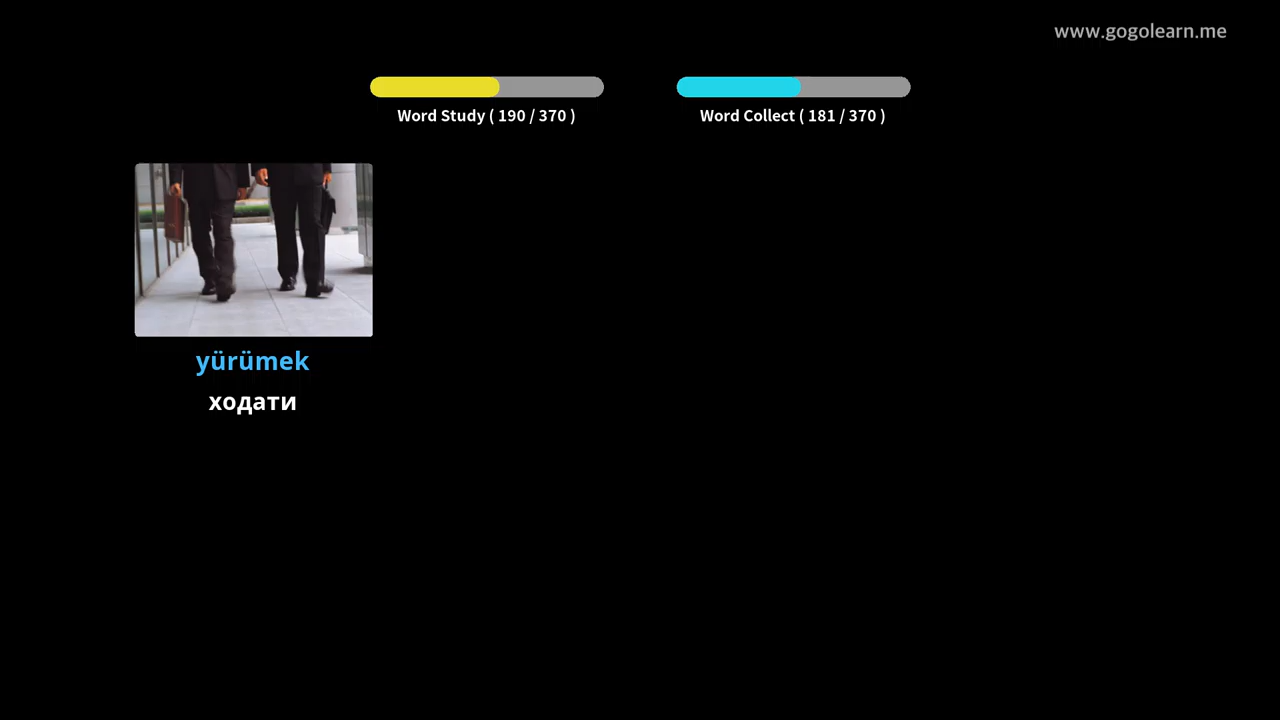 www.gogolearn.me
Word Study ( 190 / 370 )
Word Collect ( 181 / 370 )
yürümek
ходати